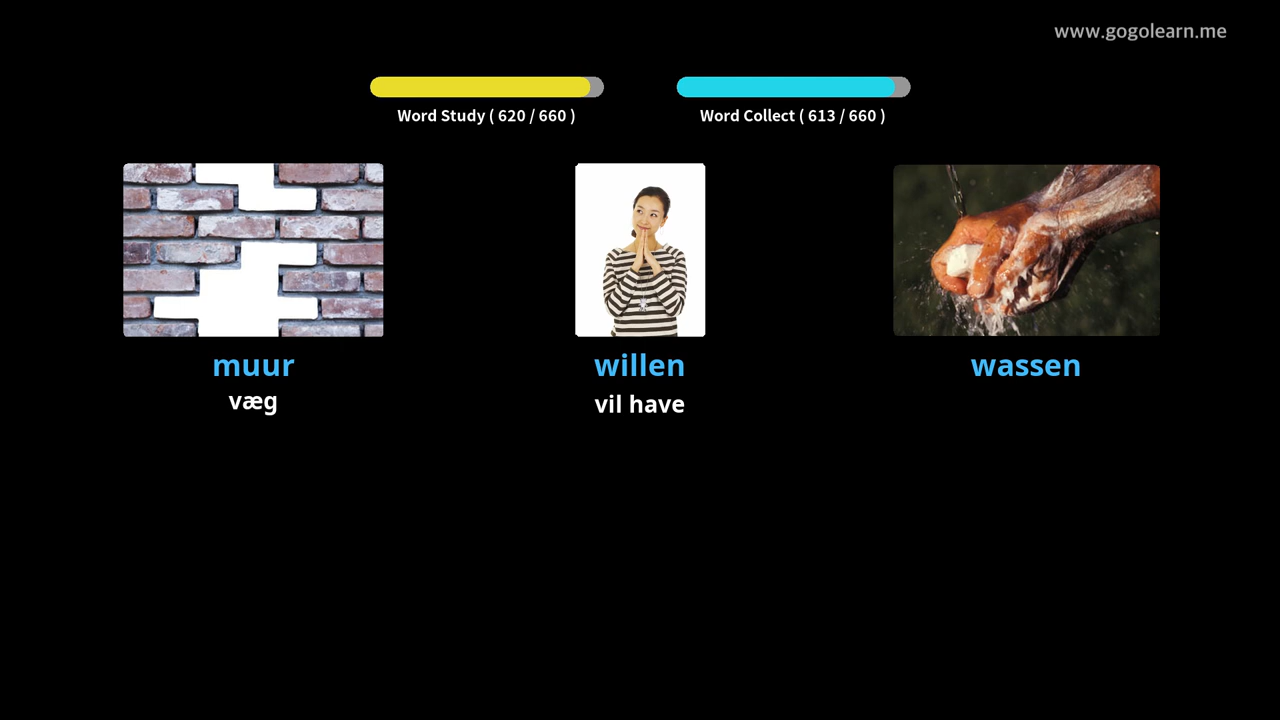 www.gogolearn.me
Word Study ( 620 / 660 )
Word Collect ( 613 / 660 )
muur
willen
wassen
væg
vil have